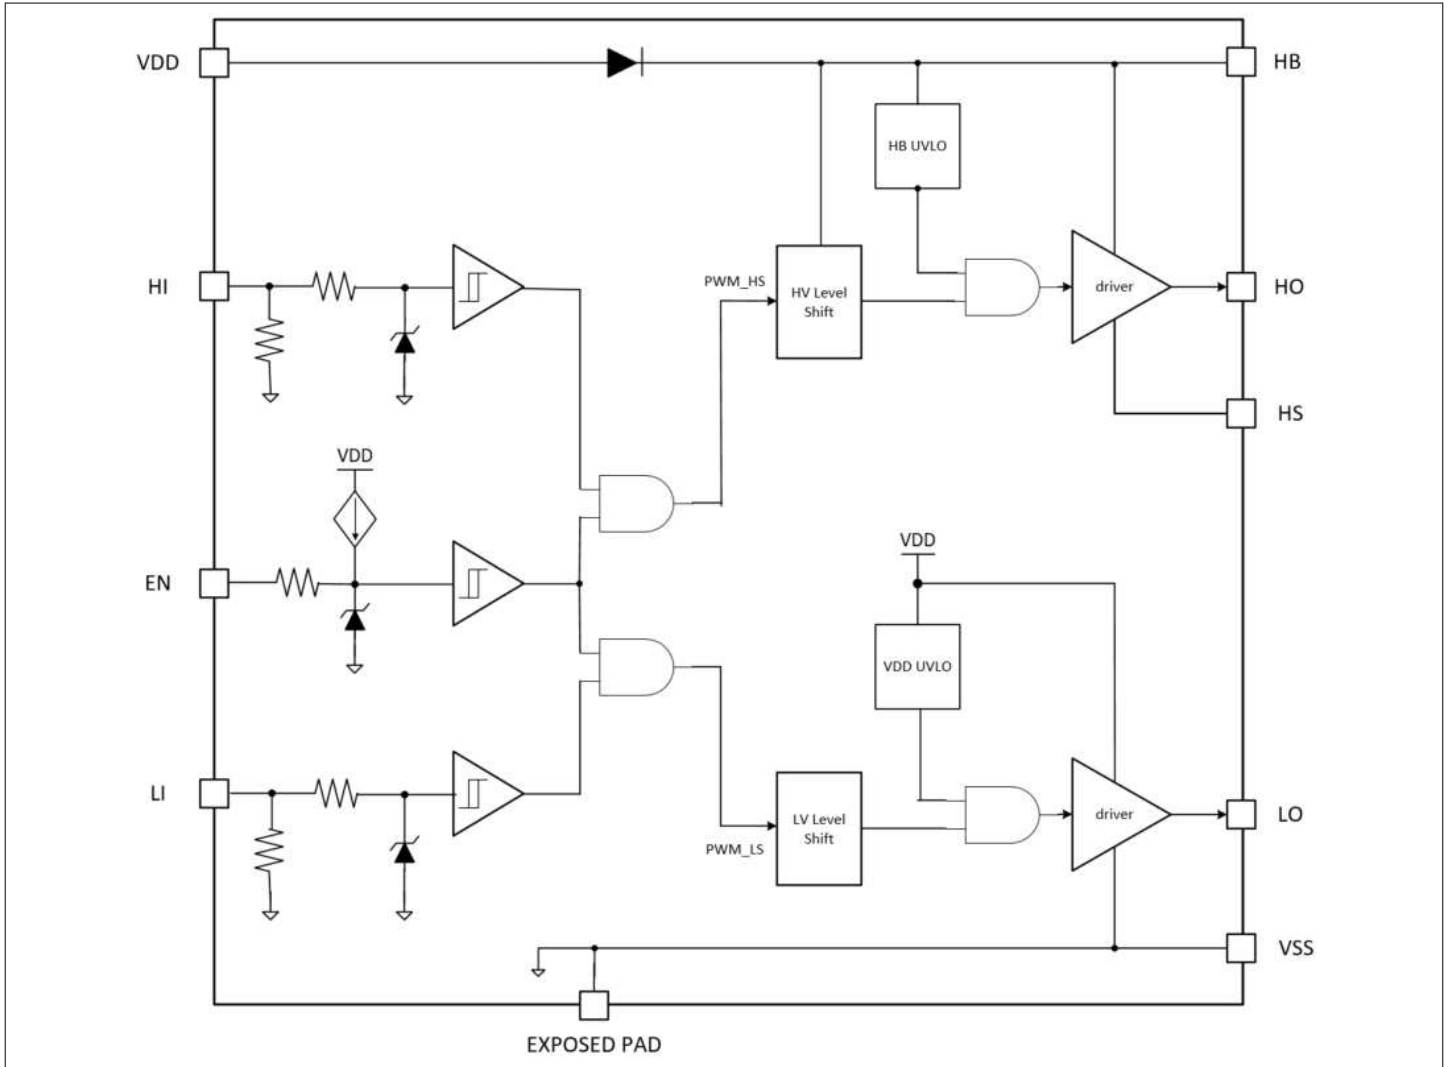 VDD
HB
HB UVLO
HI
PWM_HS
HV Level
Shift
driver
HO
HS
VDD
EN
VDD
VDD UVLO
LI
PWM_LS
LV Level
Shift
driver
LO
VSS
EXPOSED PAD